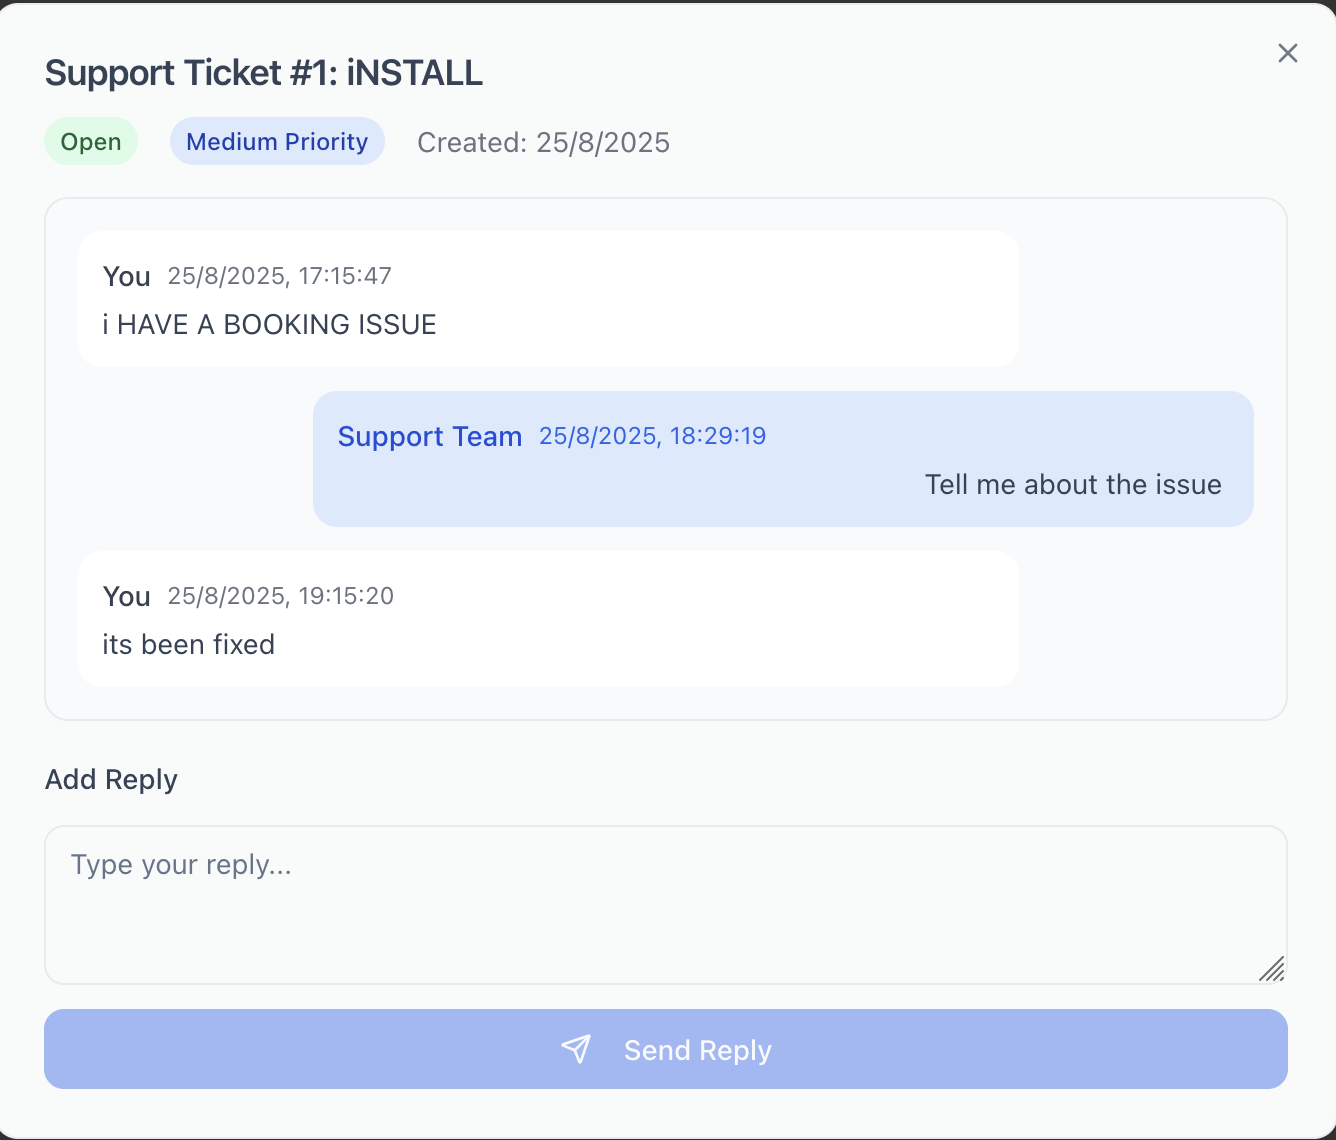 Support Ticket #1: iNSTALL
Open Medium Priority Created: 25/8/2025
You 25/8/2025, 17:15:47
i HAVE A BOOKING ISSUE
Support Team 25/8/2025, 18:29:19
Tell me about the issue
You 25/8/2025, 19:15:20
its been fixed
Add Reply
Type your reply...
Send Reply